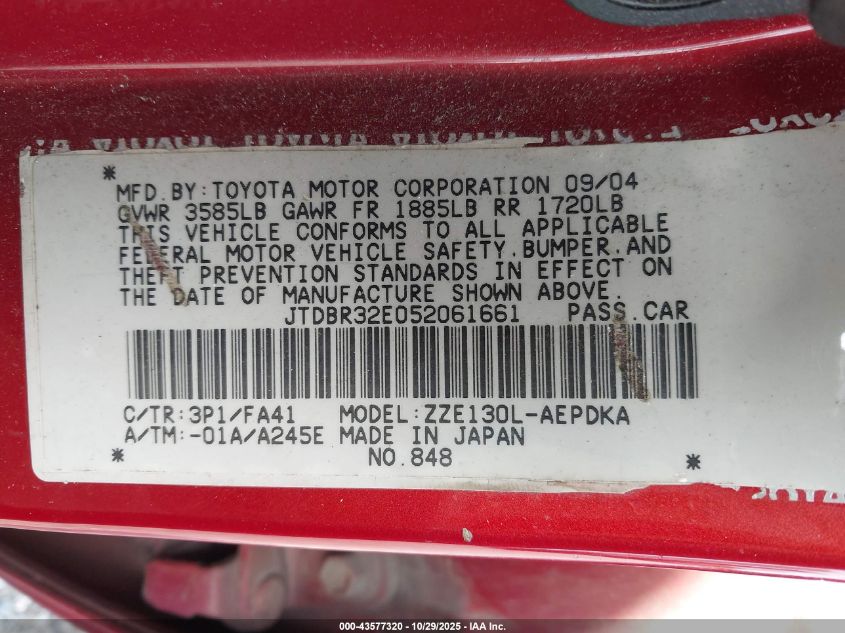 MFD.BY:TOYOTA MOTOR CORPORATION 09/04
GVWR 3585LB GAWR FR 1885LB RR 1720LB
THIS VEHICLE CONFORMS TO ALL APPLICABLE
FEDERAL MOTOR VEHICLE SAFETY.BUMPER.AND
THEFT PREVENTION STANDARDS IN EFFECT ON
THE DATE OF MANUFACTURE SHOWN ABOVE.
JTDBR32E052061661 PASS.CAR
C/TR:3P1/FA41 MODEL:ZZE130L-AEPDKA
A/TM:-01A/A245E MADE IN JAPAN
* NO.848 *
000-43577320 | 10/29/2025 - IAA Inc.